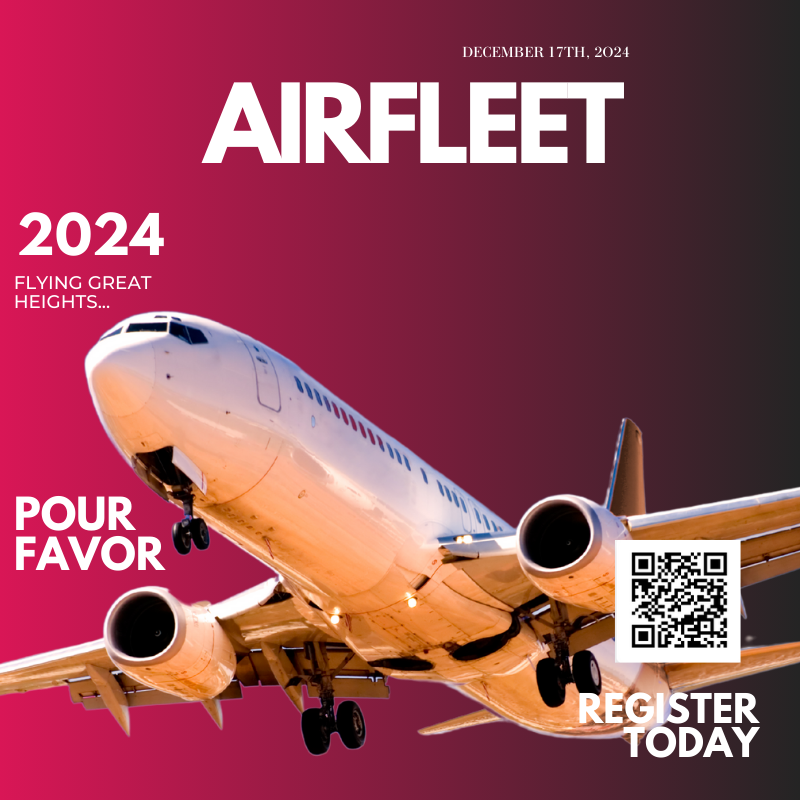 DECEMBER 17TH, 2024
AIRFLEET
2024
FLYING GREAT
HEIGHTS...
POUR
FAVOR
REGISTER
TODAY